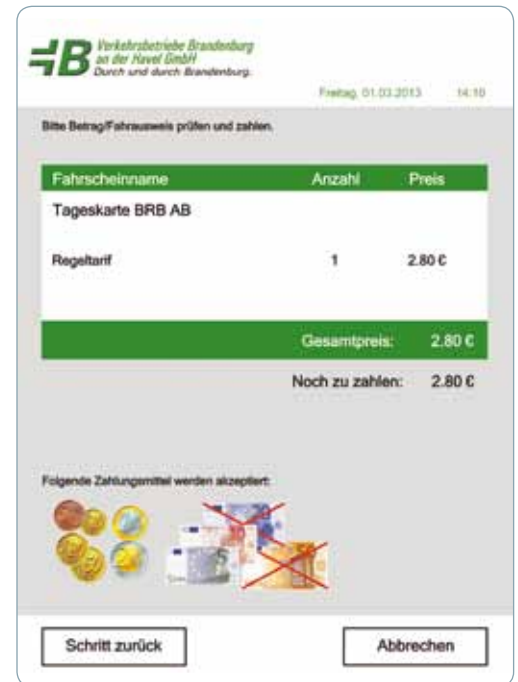 B Verkehrsbetriebe Brandenburg
an der Havel GmbH
Durch und durch Brandenburg.
Freitag, 01.03.2013 14:10
Bitte Betrag/Fahrausweis prüfen und zahlen.
Fahrscheinname Anzahl Preis
Tageskarte BRB AB
Regeltarif 1 2.80 €
Gesamtpreis: 2.80 €
Noch zu zahlen: 2.80 €
Folgende Zahlungsmittel werden akzeptiert:
5
Schritt zurück Abbrechen